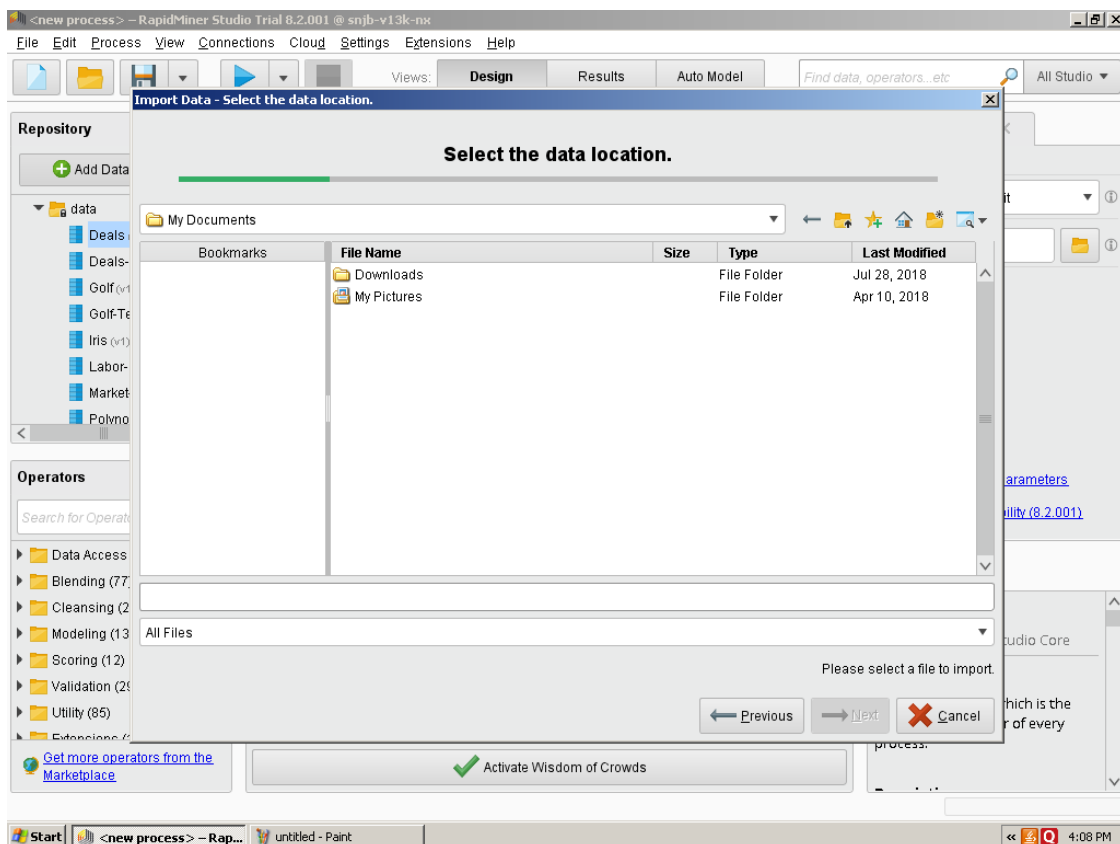 <new process> – RapidMiner Studio Trial 8.2.001 @ snjb-v13k-nx
File Edit Process View Connections Cloud Settings Extensions Help
Views: Design Results Auto Model Find data, operators...etc All Studio
Import Data - Select the data location.
Repository
Select the data location.
Add Data
data
My Documents
Deals
Bookmarks File Name Size Type Last Modified
Deals-
Downloads File Folder Jul 28, 2018
Golf (v1
My Pictures File Folder Apr 10, 2018
Golf-Te
Iris (v1)
Labor-
Market
Polyno
Operators
arameters
Search for Operat
ility (8.2.001)
Data Access
Blending (77)
Cleansing (2
Modeling (13
All Files
tudio Core
Scoring (12)
Please select a file to import.
Validation (29
Utility (85)
Previous Next Cancel
hich is the
r of every
process.
Get more operators from the
Marketplace
Activate Wisdom of Crowds
Start <new process> – Rap... untitled - Paint « Q 4:08 PM